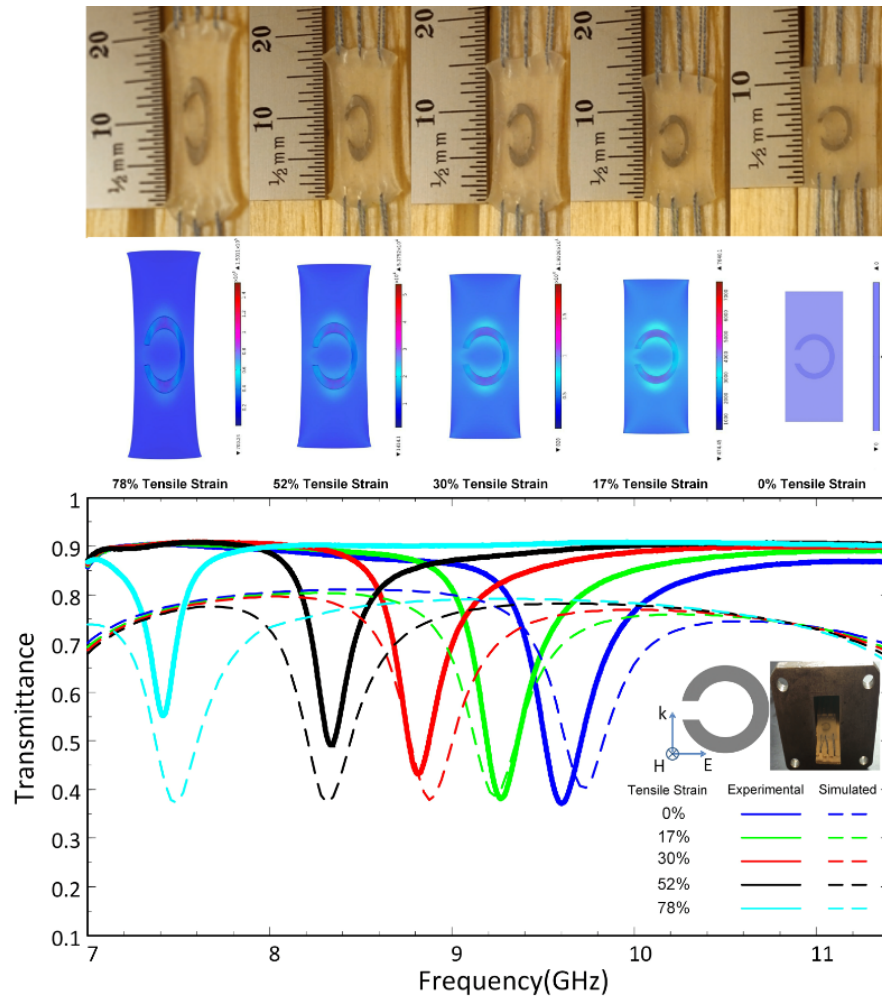 20
10
½ mm
20
10
½ mm
20
10
½ mm
20
10
½ mm
20
10
½ mm
78% Tensile Strain 52% Tensile Strain 30% Tensile Strain 17% Tensile Strain 0% Tensile Strain
1
0.9
0.8
0.7
0.6
0.5
0.4
0.3
0.2
0.1
Transmittance
k
H E
Tensile Strain Experimental Simulated
0%
17%
30%
52%
78%
7 8 9 10 11
Frequency(GHz)